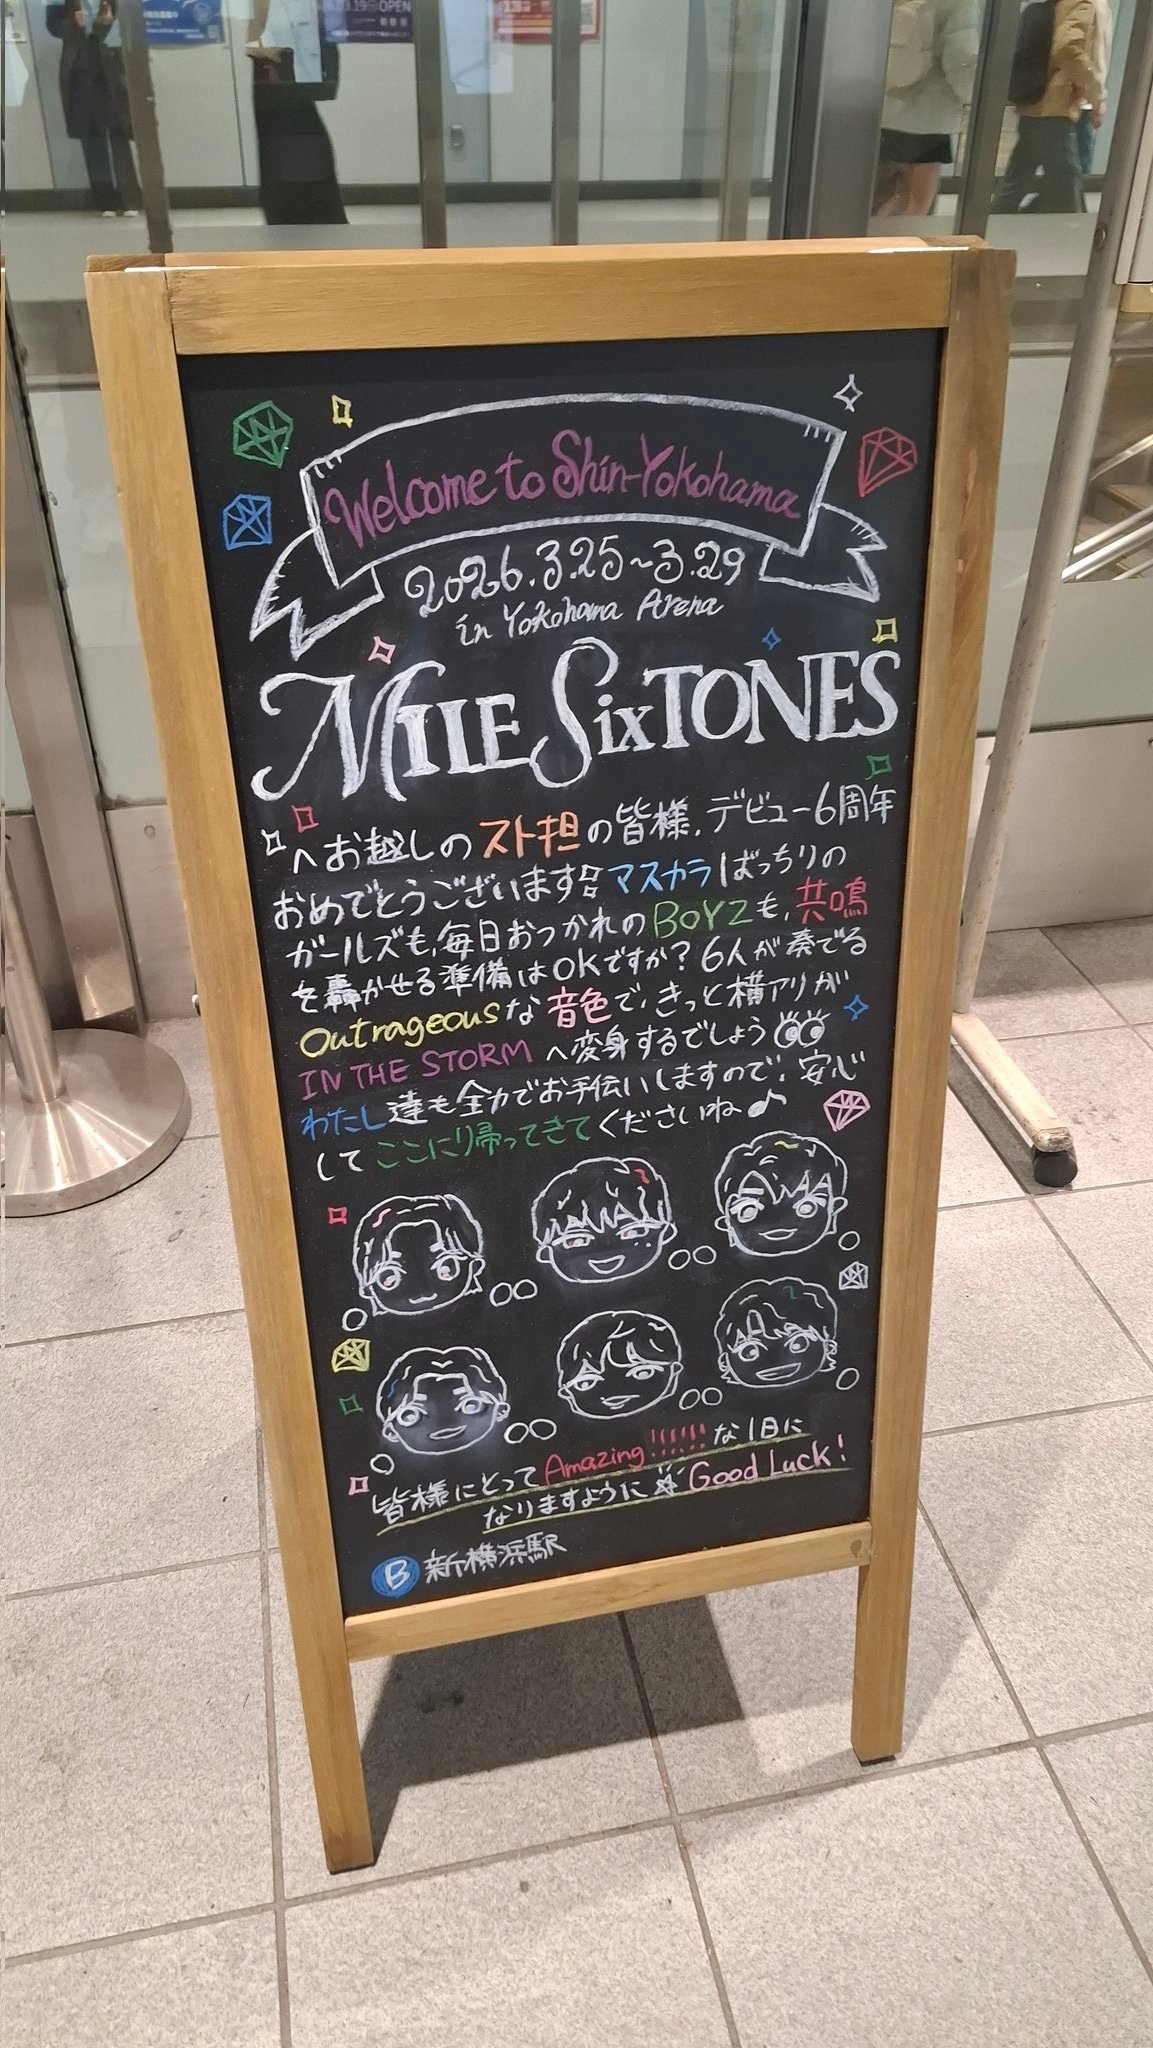 3.19 OPEN
3.28
Welcome to Shin-Yokohama
2026.3.25~3.29
in Yokohama Arena
MILE SixTONES
へお越しのスト担の皆様、デビュー6周年
おめでとうございます!! マスカラばっちりの
ガールズも、毎日おつかれのBOYZも、共鳴
を轟かせる準備はOKですか?6人が奏でる
Outrageousな音色で、きっと横アリが
IN THE STORMへ変身するでしょう
わたし達も全力でお手伝いしますので、安心
してここに帰ってきてくださいね♪
皆様にとってAmazing!!!!!!な1日に
なりますように☆Good Luck!
B 新横浜駅